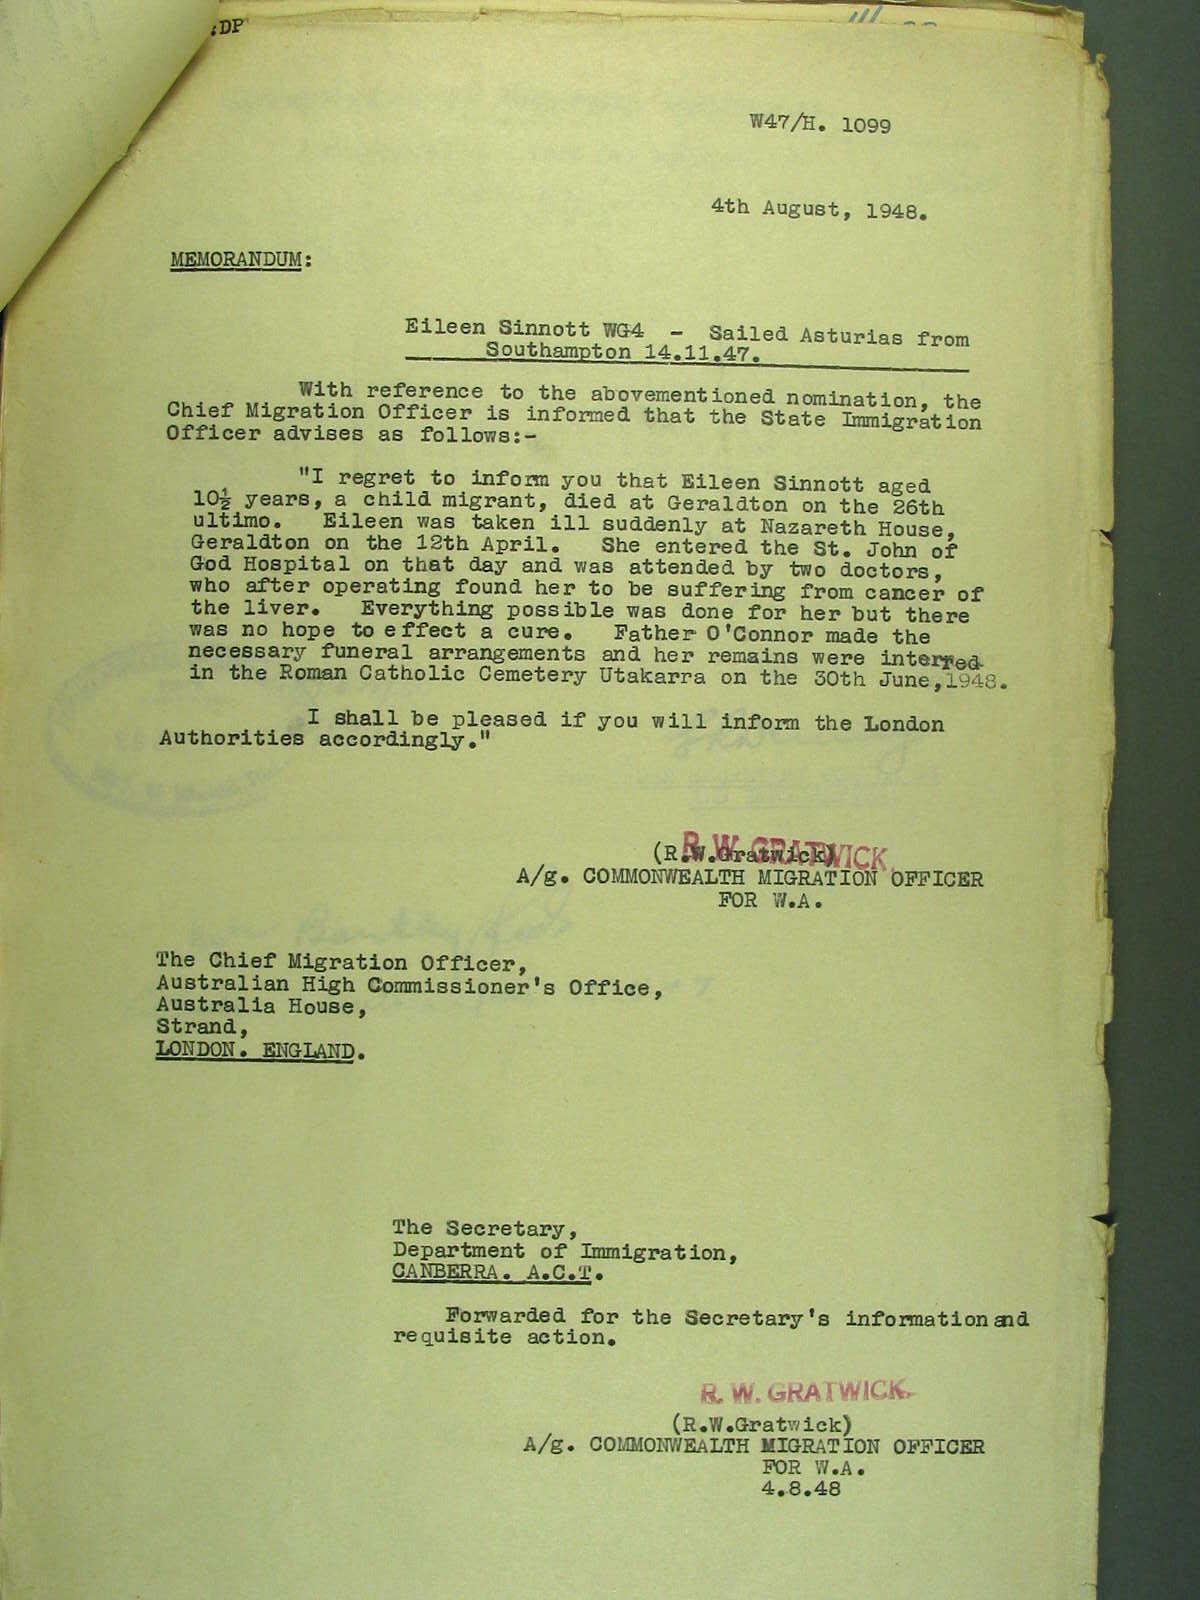 :DP
W47/H. 1099
4th August, 1948.
MEMORANDUM:
Eileen Sinnott WG4 - Sailed Asturias from
Southampton 14.11.47.
With reference to the abovementioned nomination, the
Chief Migration Officer is informed that the State Immigration
Officer advises as follows:-
"I regret to inform you that Eileen Sinnott aged
10½ years, a child migrant, died at Geraldton on the 26th
ultimo. Eileen was taken ill suddenly at Nazareth House,
Geraldton on the 12th April. She entered the St. John of
God Hospital on that day and was attended by two doctors,
who after operating found her to be suffering from cancer of
the liver. Everything possible was done for her but there
was no hope to effect a cure. Father O'Connor made the
necessary funeral arrangements and her remains were interred
in the Roman Catholic Cemetery Utakarra on the 30th June, 1948.
I shall be pleased if you will inform the London
Authorities accordingly."
R. W. GRATWICK.
(R.W.Gratwick)
A/g. COMMONWEALTH MIGRATION OFFICER
FOR W.A.
The Chief Migration Officer,
Australian High Commissioner's Office,
Australia House,
Strand,
LONDON. ENGLAND.
The Secretary,
Department of Immigration,
CANBERRA. A.C.T.
Forwarded for the Secretary's information and
requisite action.
R. W. GRATWICK.
(R.W.Gratwick)
A/g. COMMONWEALTH MIGRATION OFFICER
FOR W.A.
4.8.48